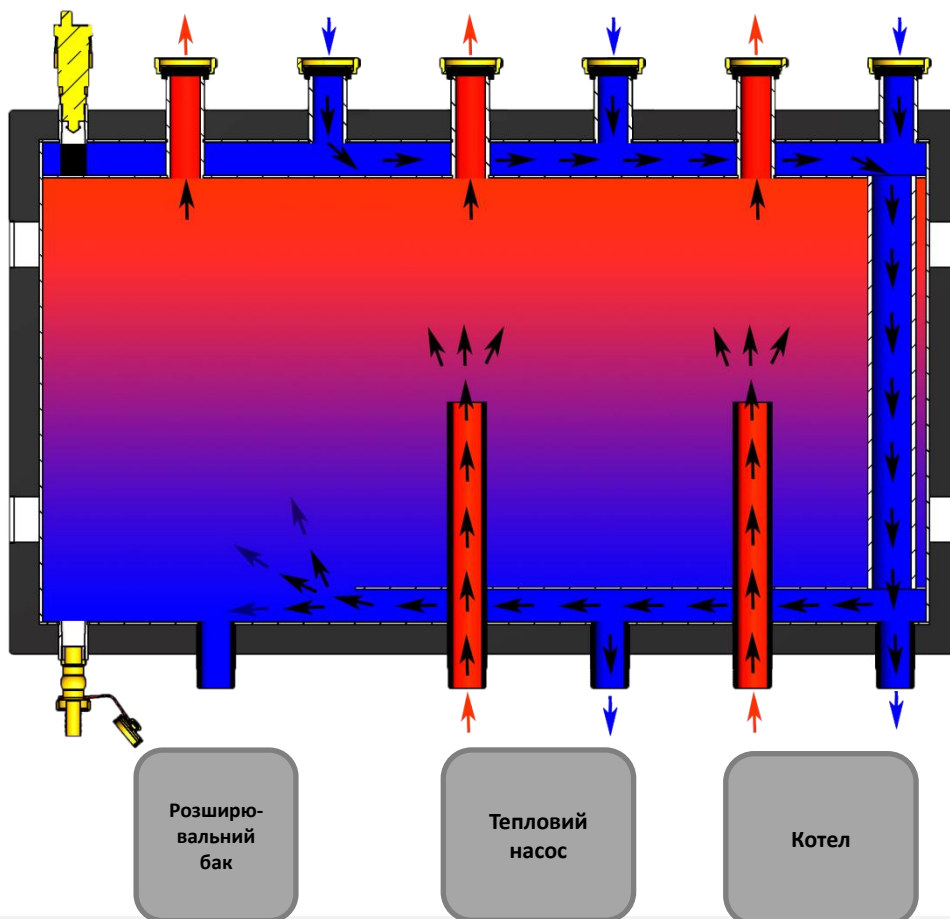 Розширю-
вальний
бак
Тепловий
насос
Котел